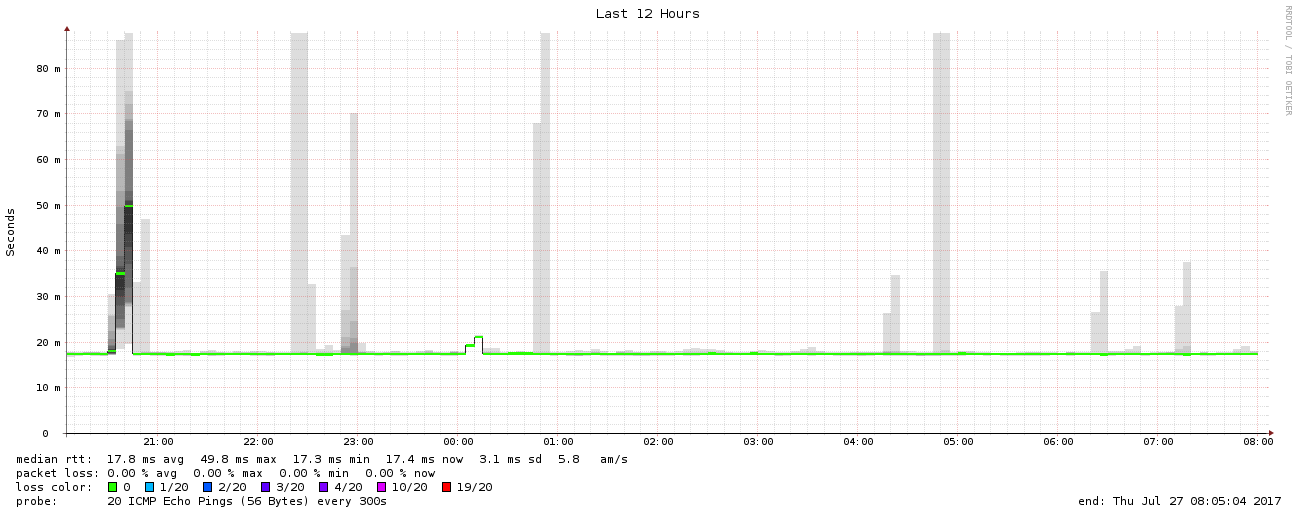 Last 12 Hours
RRDTOOL / TOBI OETIKER
Seconds
80 m
70 m
60 m
50 m
40 m
30 m
20 m
10 m
0
21:00 22:00 23:00 00:00 01:00 02:00 03:00 04:00 05:00 06:00 07:00 08:00
median rtt: 17.8 ms avg 49.8 ms max 17.3 ms min 17.4 ms now 3.1 ms sd 5.8 am/s
packet loss: 0.00 % avg 0.00 % max 0.00 % min 0.00 % now
loss color: 0 1/20 2/20 3/20 4/20 10/20 19/20
probe: 20 ICMP Echo Pings (56 Bytes) every 300s end: Thu Jul 27 08:05:04 2017